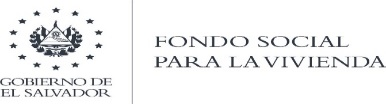 GOBIERNO DE
EL SALVADOR
FONDO SOCIAL
PARA LA VIVIENDA